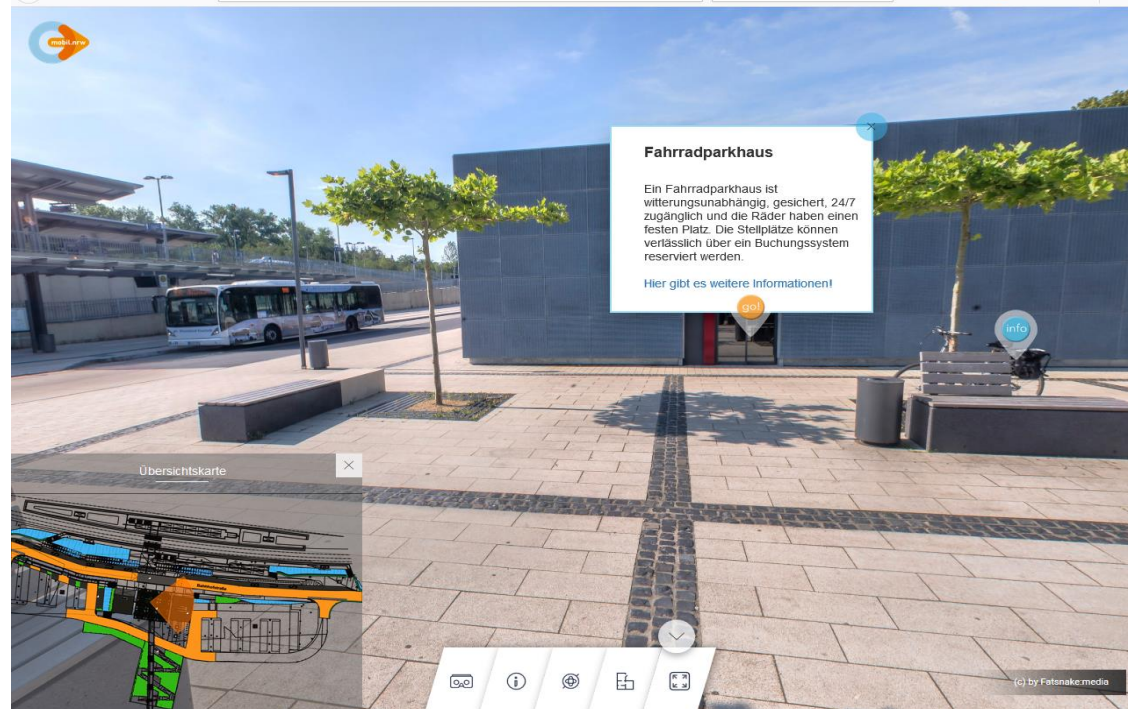 mobil.nrw
Fahrradparkhaus
Ein Fahrradparkhaus ist
witterungsunabhängig, gesichert, 24/7
zugänglich und die Räder haben einen
festen Platz. Die Stellplätze können
verlässlich über ein Buchungssystem
reserviert werden.
Hier gibt es weitere Informationen!
go!
info
Übersichtskarte
(c) by Fatsnake:media